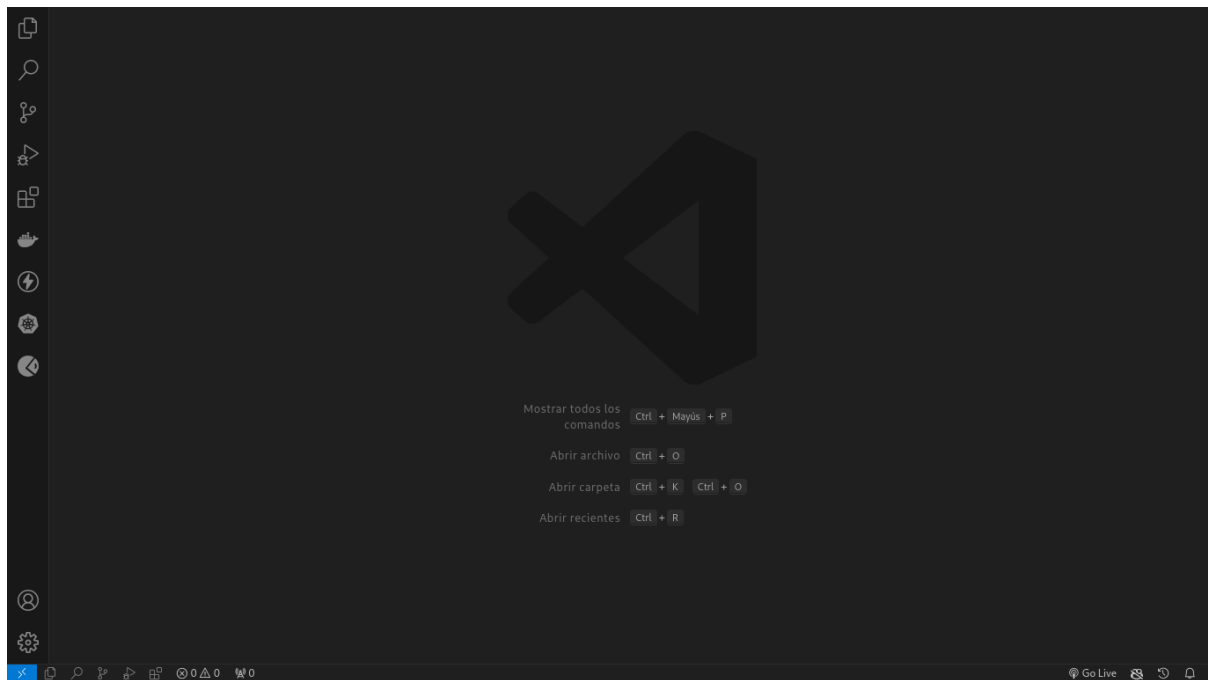 Mostrar todos los
comandos Ctrl + Mayús + P
Abrir archivo Ctrl + O
Abrir carpeta Ctrl + K Ctrl + O
Abrir recientes Ctrl + R
0 0 0 Go Live